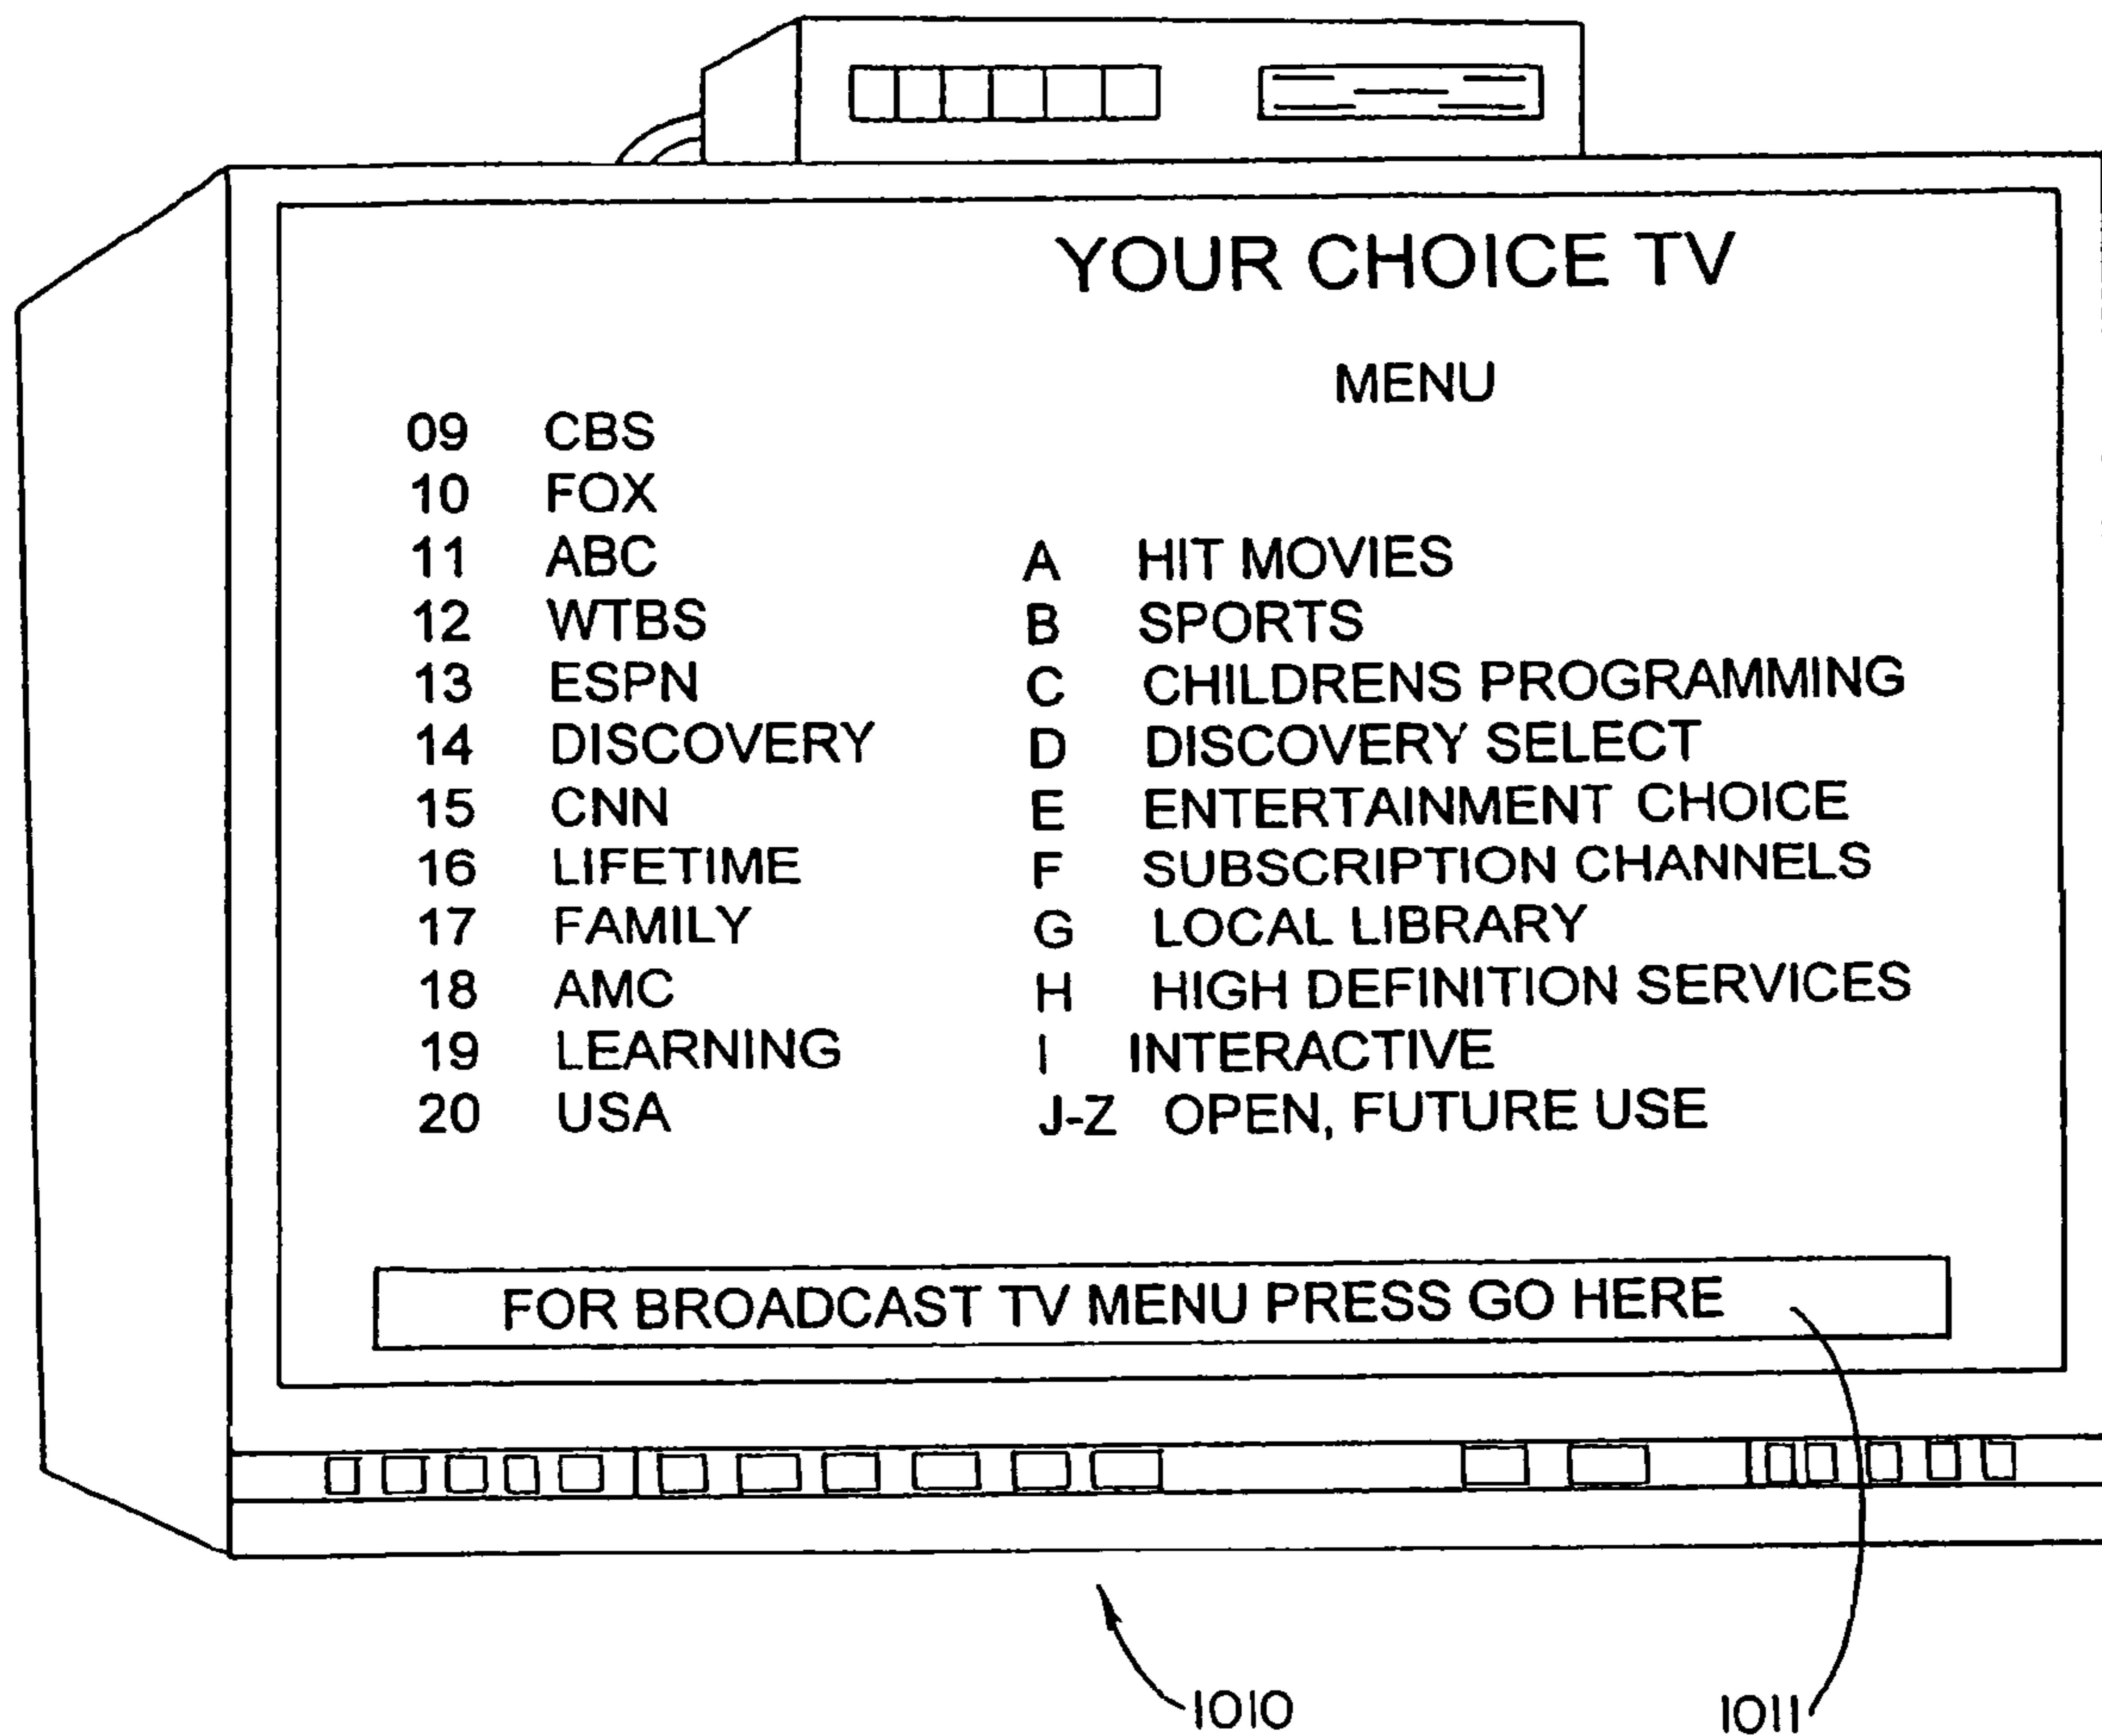 YOUR CHOICE TV
MENU
09 CBS
10 FOX
11 ABC
12 WTBS
13 ESPN
14 DISCOVERY
15 CNN
16 LIFETIME
17 FAMILY
18 AMC
19 LEARNING
20 USA
A HIT MOVIES
B SPORTS
C CHILDRENS PROGRAMMING
D DISCOVERY SELECT
E ENTERTAINMENT CHOICE
F SUBSCRIPTION CHANNELS
G LOCAL LIBRARY
H HIGH DEFINITION SERVICES
I INTERACTIVE
J-Z OPEN, FUTURE USE
FOR BROADCAST TV MENU PRESS GO HERE
1010
1011